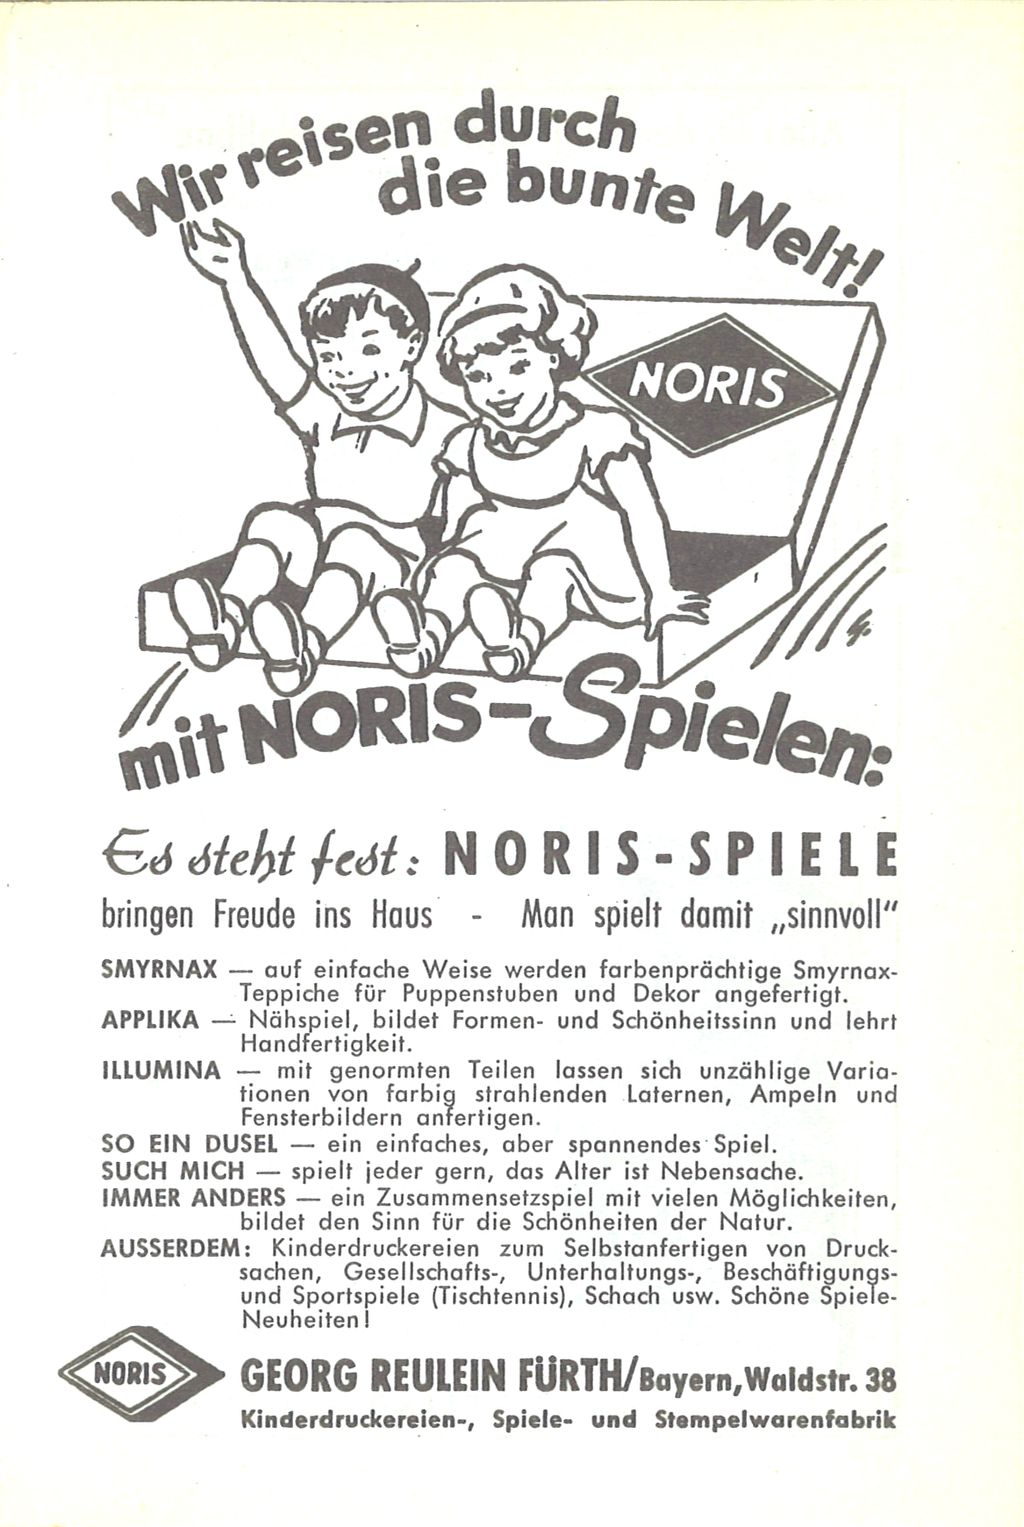 Wir reisen durch
die bunte Welt!
NORIS
G.
mit NORIS-Spielen:
Es steht fest: NORIS-SPIELE
bringen Freude ins Haus - Man spielt damit „sinnvoll"
SMYRNAX — auf einfache Weise werden farbenprächtige Smyrnax-
Teppiche für Puppenstuben und Dekor angefertigt.
APPLIKA — Nähspiel, bildet Formen- und Schönheitssinn und lehrt
Handfertigkeit.
ILLUMINA — mit genormten Teilen lassen sich unzählige Varia-
tionen von farbig strahlenden Laternen, Ampeln und
Fensterbildern anfertigen.
SO EIN DUSEL — ein einfaches, aber spannendes Spiel.
SUCH MICH — spielt jeder gern, das Alter ist Nebensache.
IMMER ANDERS — ein Zusammensetzspiel mit vielen Möglichkeiten,
bildet den Sinn für die Schönheiten der Natur.
AUSSERDEM: Kinderdruckereien zum Selbstanfertigen von Druck-
sachen, Gesellschafts-, Unterhaltungs-, Beschäftigungs-
und Sportspiele (Tischtennis), Schach usw. Schöne Spiele-
Neuheiten!
NORIS
GEORG REULEIN FÜRTH/Bayern, Waldstr. 38
Kinderdruckereien-, Spiele- und Stempelwarenfabrik